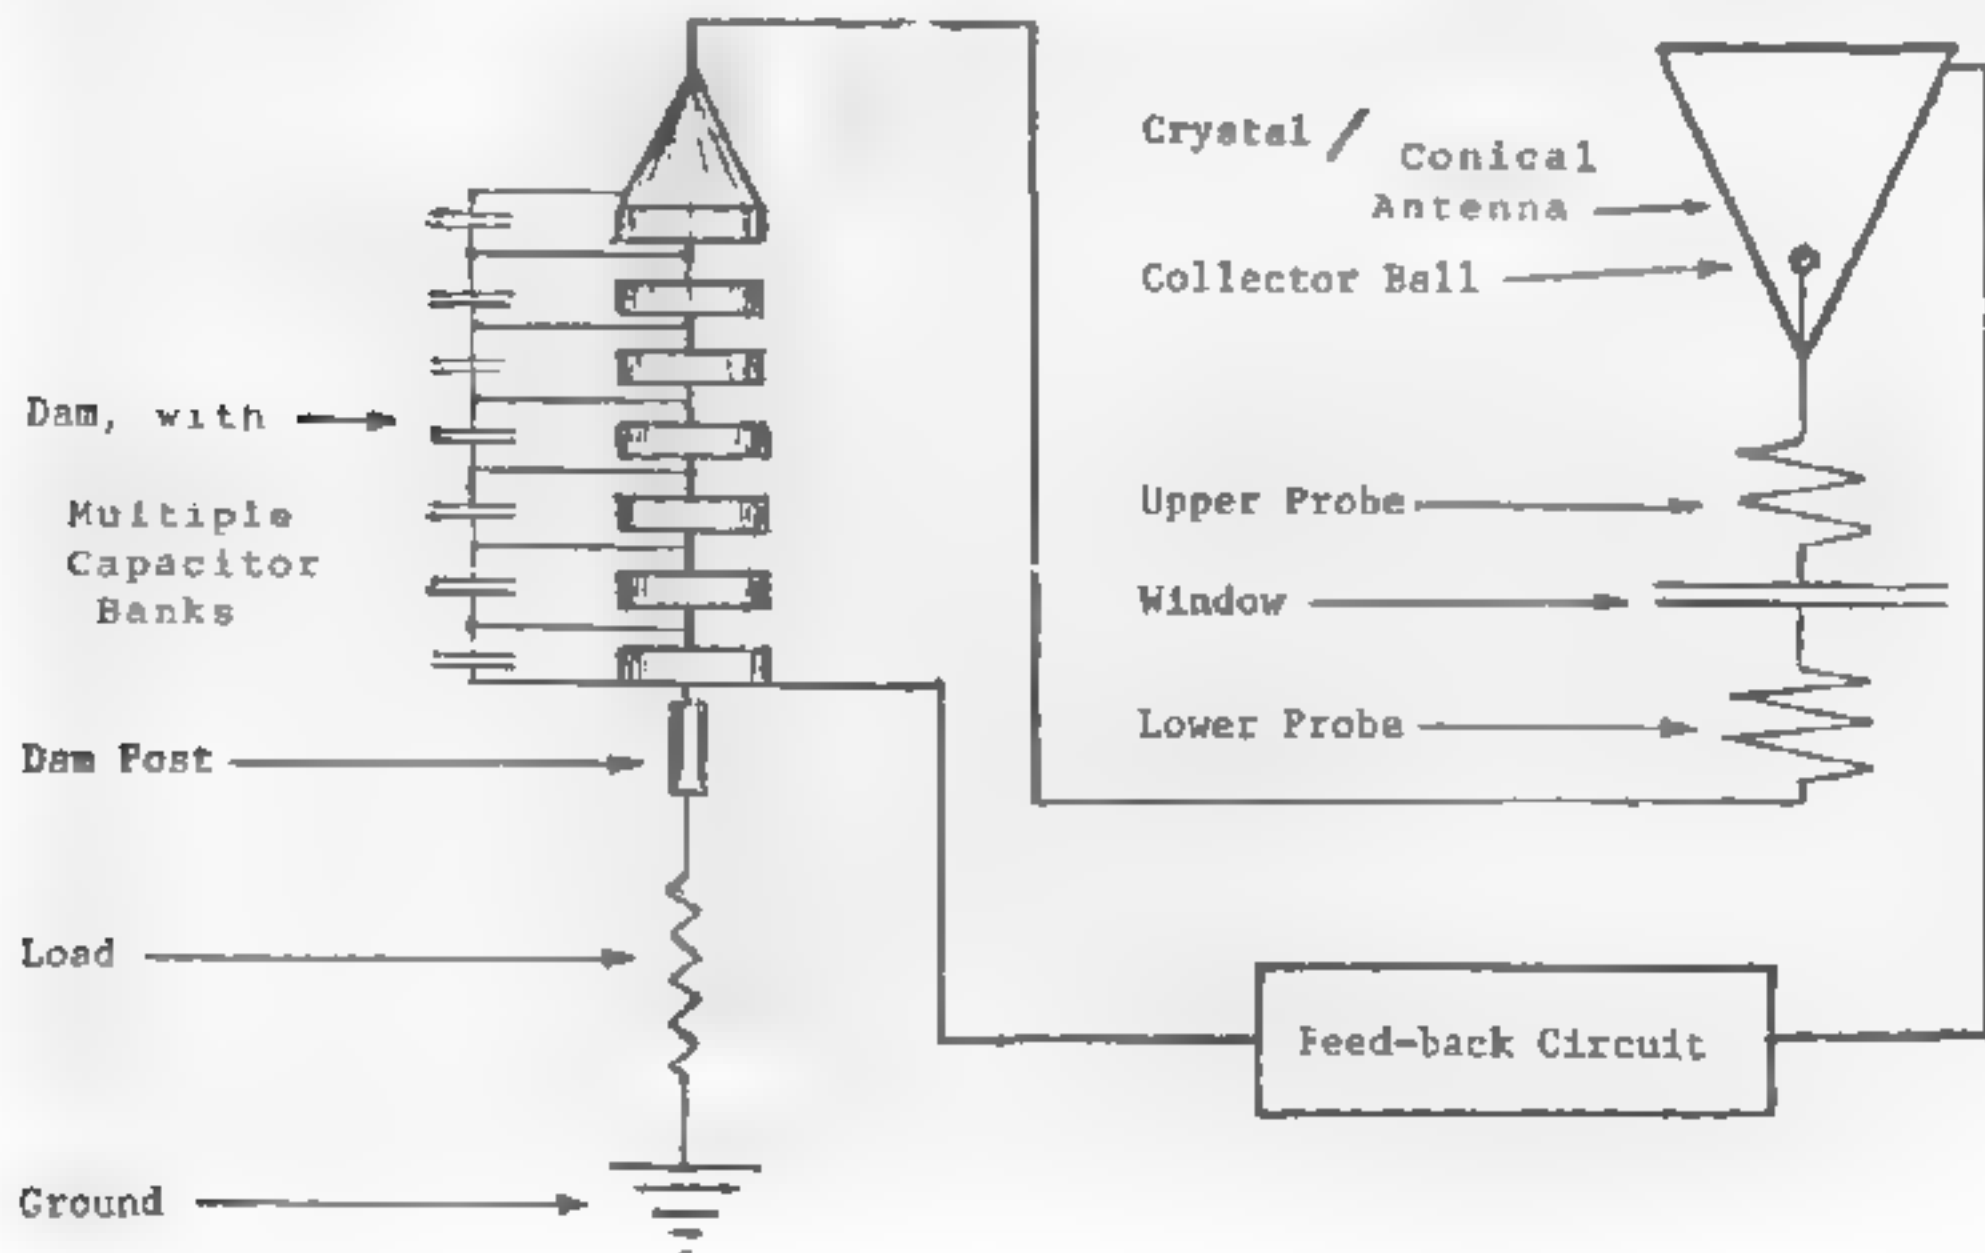 Crystal /
Conical
Antenna
Collector Ball
Dam, with
Multiple
Capacitor
Banks
Upper Probe
Window
Lower Probe
Dam Post
Load
Feed-back Circuit
Ground